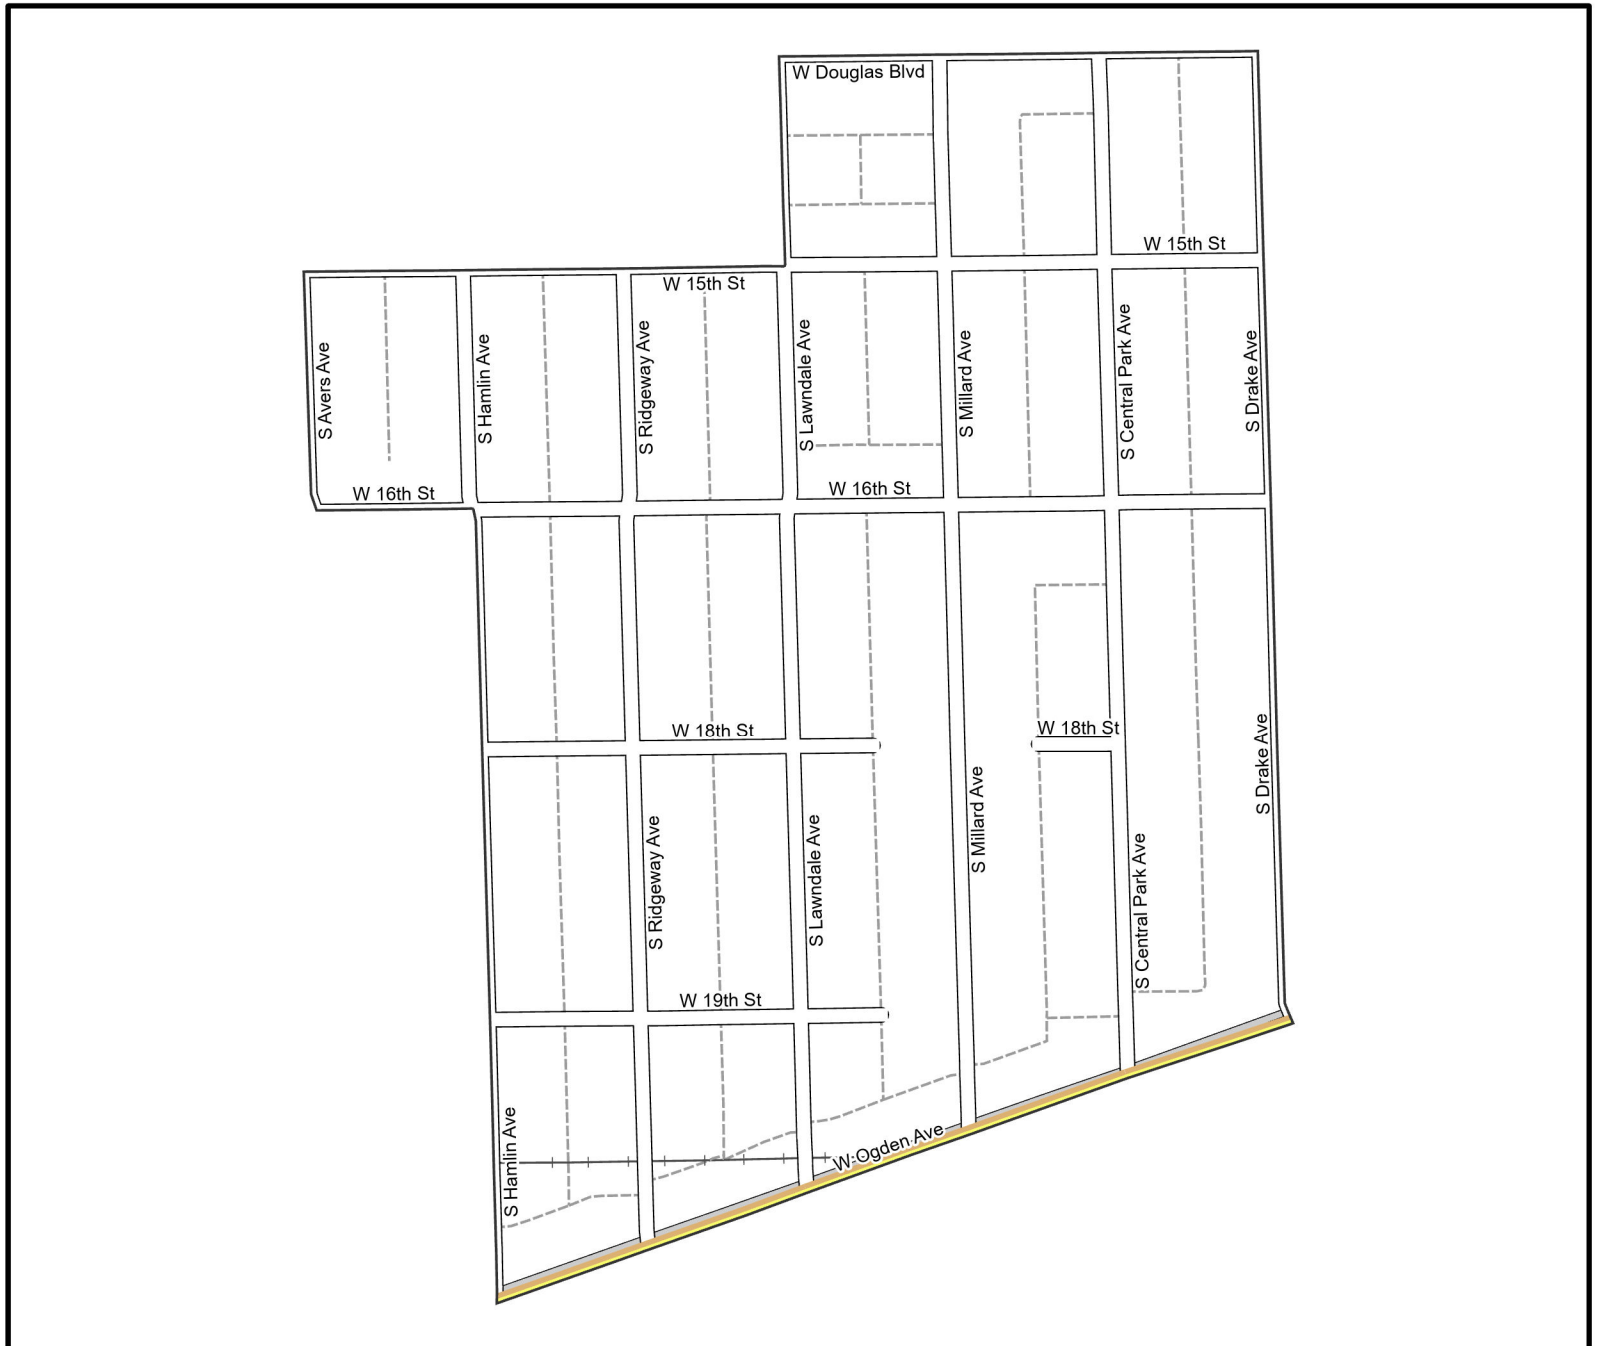 W Douglas Blvd
W 15th St
W 15th St
S Avers Ave
S Hamlin Ave
S Ridgeway Ave
S Lawndale Ave
S Millard Ave
S Central Park Ave
S Drake Ave
W 16th St
W 16th St
W 18th St
W 18th St
S Ridgeway Ave
S Lawndale Ave
S Millard Ave
S Central Park Ave
S Drake Ave
W 19th St
S Hamlin Ave
W Ogden Ave